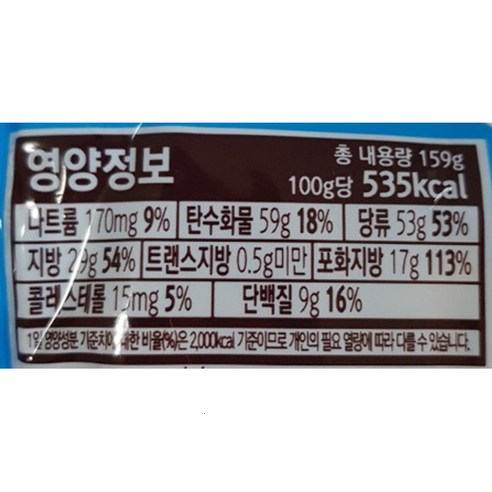 영양정보
총 내용량 159g
100g당 535kcal
나트륨 170mg 9% 탄수화물 59g 18% 당류 53g 53%
지방 29g 54% 트랜스지방 0.5g미만 포화지방 17g 113%
콜레스테롤 15mg 5% 단백질 9g 16%
1일 영양성분 기준치에 대한 비율(%)은 2,000kcal 기준이므로 개인의 필요 열량에 따라 다를 수 있습니다.